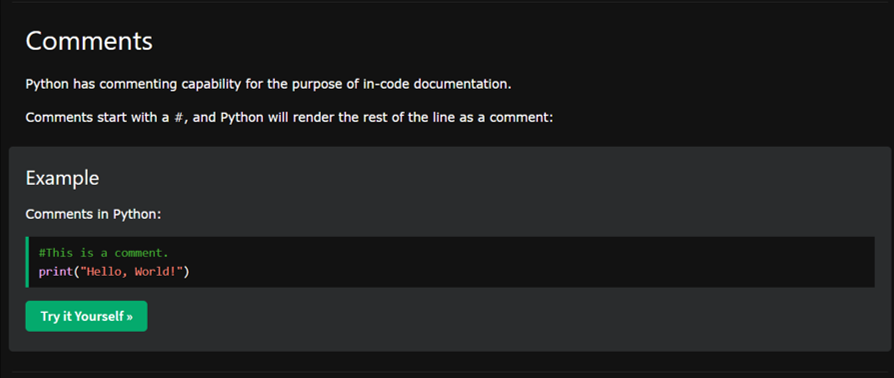 Comments
Python has commenting capability for the purpose of in-code documentation.
Comments start with a #, and Python will render the rest of the line as a comment:
Example
Comments in Python:
#This is a comment.
print("Hello, World!")
Try it Yourself »